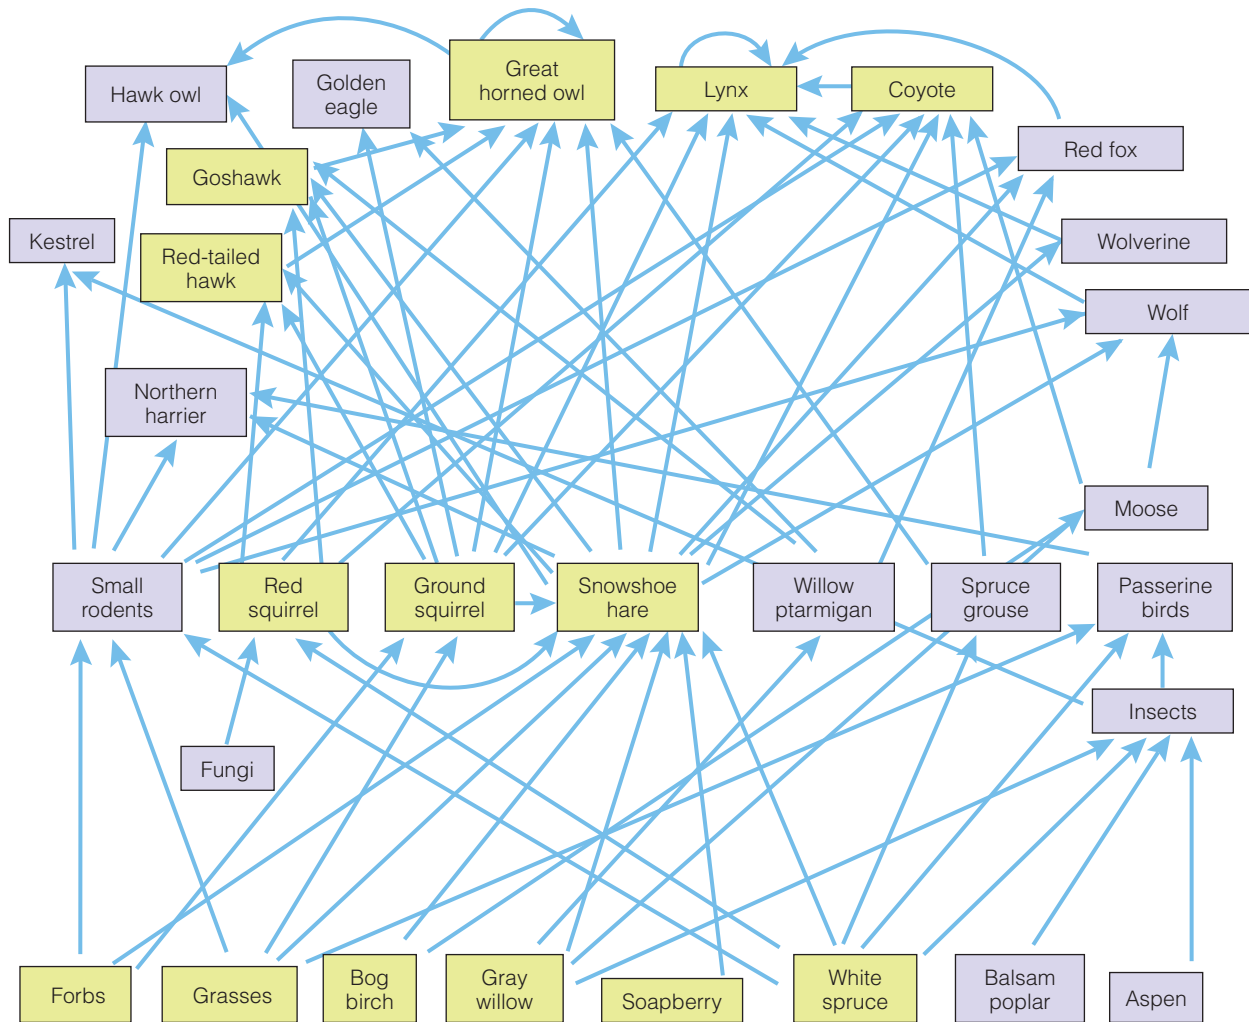 Great
horned owl
Golden
eagle
Hawk owl
Lynx
Coyote
Red fox
Goshawk
Kestrel
Wolverine
Red-tailed
hawk
Wolf
Northern
harrier
Moose
Small
rodents
Red
squirrel
Ground
squirrel
Snowshoe
hare
Willow
ptarmigan
Spruce
grouse
Passerine
birds
Insects
Fungi
Forbs
Grasses
Bog
birch
Gray
willow
Soapberry
White
spruce
Balsam
poplar
Aspen